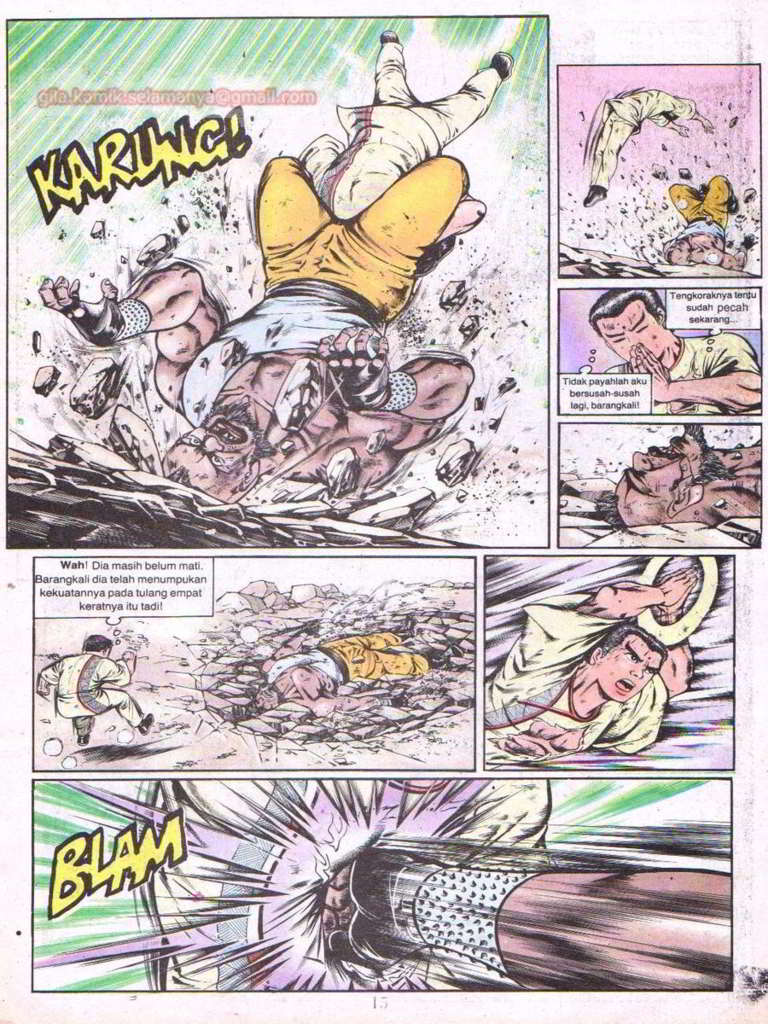 gila.komik.selamanya@gmail.com
KARUNG!
Tengkoraknya tentu
sudah pecah
sekarang...
Tidak payahlah aku
bersusah-susah
lagi, barangkali!
Wah! Dia masih belum mati.
Barangkali dia telah menumpukan
kekuatannya pada tulang empat
keratnya itu tadi!
BLAM
15